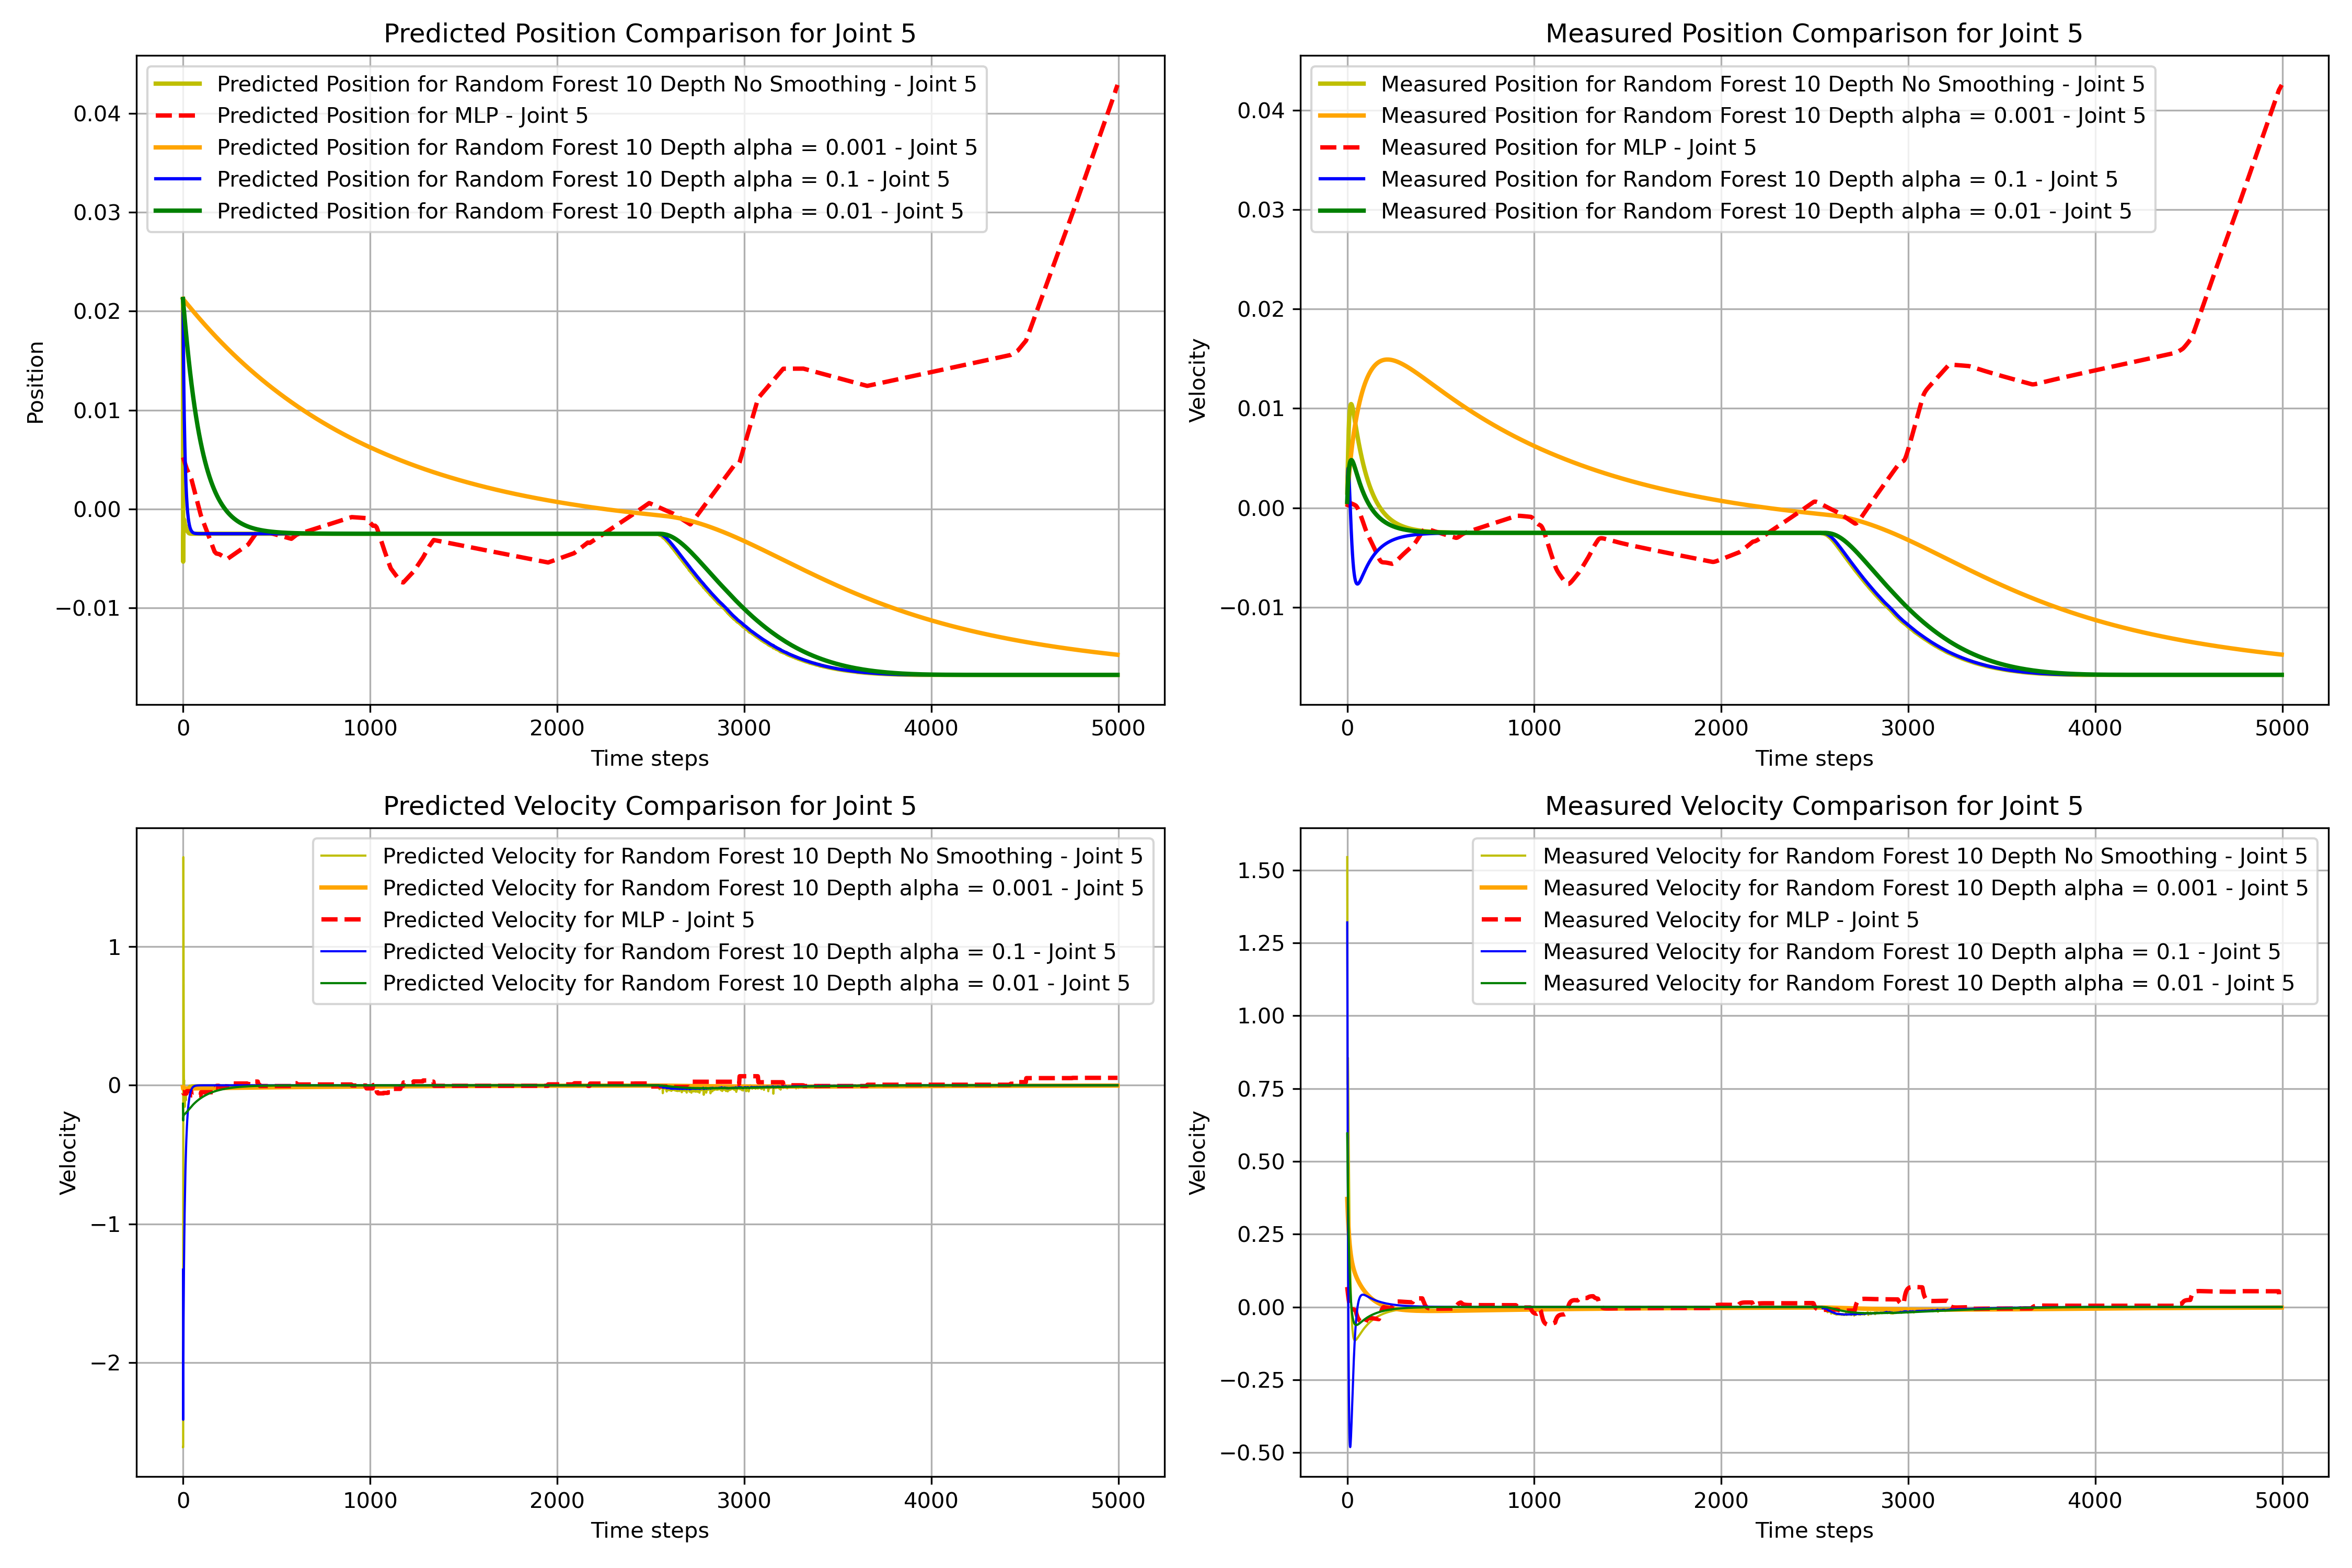 Predicted Position Comparison for Joint 5
Predicted Position for Random Forest 10 Depth No Smoothing - Joint 5
Predicted Position for MLP - Joint 5
Predicted Position for Random Forest 10 Depth alpha = 0.001 - Joint 5
Predicted Position for Random Forest 10 Depth alpha = 0.1 - Joint 5
Predicted Position for Random Forest 10 Depth alpha = 0.01 - Joint 5
Position
0.04
0.03
0.02
0.01
0.00
−0.01
0 1000 2000 3000 4000 5000
Time steps
Measured Position Comparison for Joint 5
Measured Position for Random Forest 10 Depth No Smoothing - Joint 5
Measured Position for Random Forest 10 Depth alpha = 0.001 - Joint 5
Measured Position for MLP - Joint 5
Measured Position for Random Forest 10 Depth alpha = 0.1 - Joint 5
Measured Position for Random Forest 10 Depth alpha = 0.01 - Joint 5
Velocity
0.04
0.03
0.02
0.01
0.00
−0.01
0 1000 2000 3000 4000 5000
Time steps
Predicted Velocity Comparison for Joint 5
Predicted Velocity for Random Forest 10 Depth No Smoothing - Joint 5
Predicted Velocity for Random Forest 10 Depth alpha = 0.001 - Joint 5
Predicted Velocity for MLP - Joint 5
Predicted Velocity for Random Forest 10 Depth alpha = 0.1 - Joint 5
Predicted Velocity for Random Forest 10 Depth alpha = 0.01 - Joint 5
Velocity
1
0
−1
−2
0 1000 2000 3000 4000 5000
Time steps
Measured Velocity Comparison for Joint 5
Measured Velocity for Random Forest 10 Depth No Smoothing - Joint 5
Measured Velocity for Random Forest 10 Depth alpha = 0.001 - Joint 5
Measured Velocity for MLP - Joint 5
Measured Velocity for Random Forest 10 Depth alpha = 0.1 - Joint 5
Measured Velocity for Random Forest 10 Depth alpha = 0.01 - Joint 5
Velocity
1.50
1.25
1.00
0.75
0.50
0.25
0.00
−0.25
−0.50
0 1000 2000 3000 4000 5000
Time steps